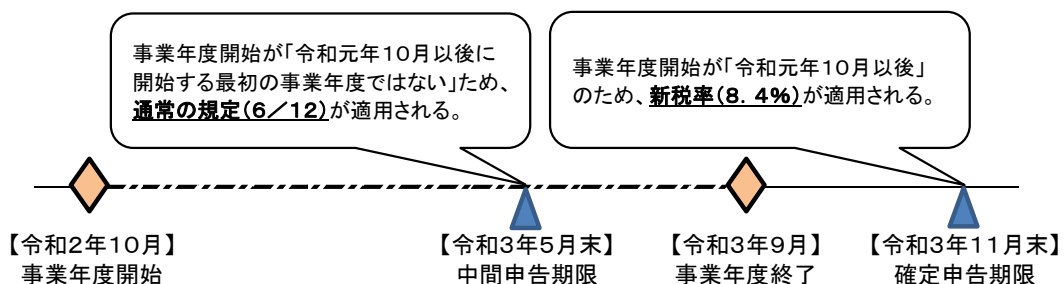 事業年度開始が「令和元年10月以後に
開始する最初の事業年度ではない」ため、
通常の規定(6/12)が適用される。
事業年度開始が「令和元年10月以後」
のため、新税率(8.4%)が適用される。
【令和2年10月】
事業年度開始
【令和3年5月末】
中間申告期限
【令和3年9月】
事業年度終了
【令和3年11月末】
確定申告期限